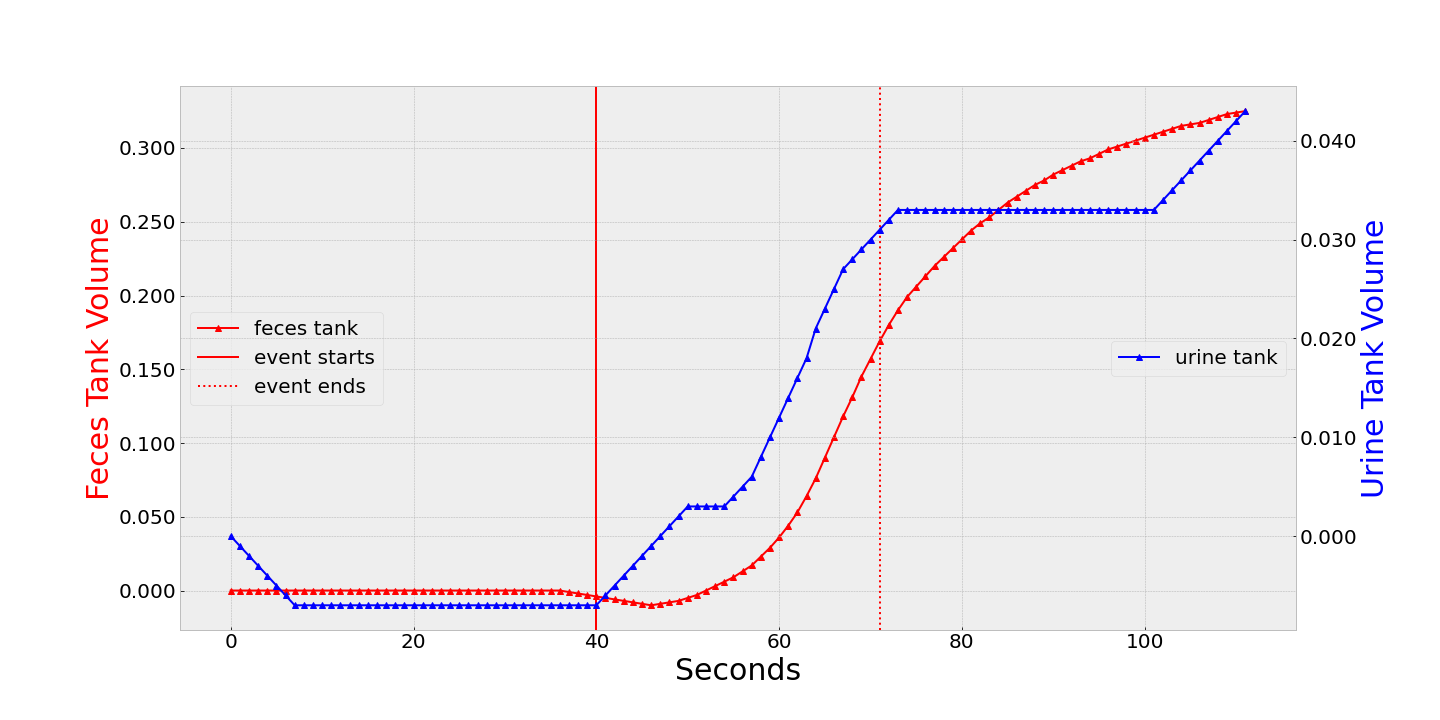 Feces Tank Volume
0.300
0.250
0.200
0.150
0.100
0.050
0.000
feces tank
event starts
event ends
urine tank
0.040
0.030
0.020
0.010
0.000
Urine Tank Volume
0 20 40 60 80 100
Seconds